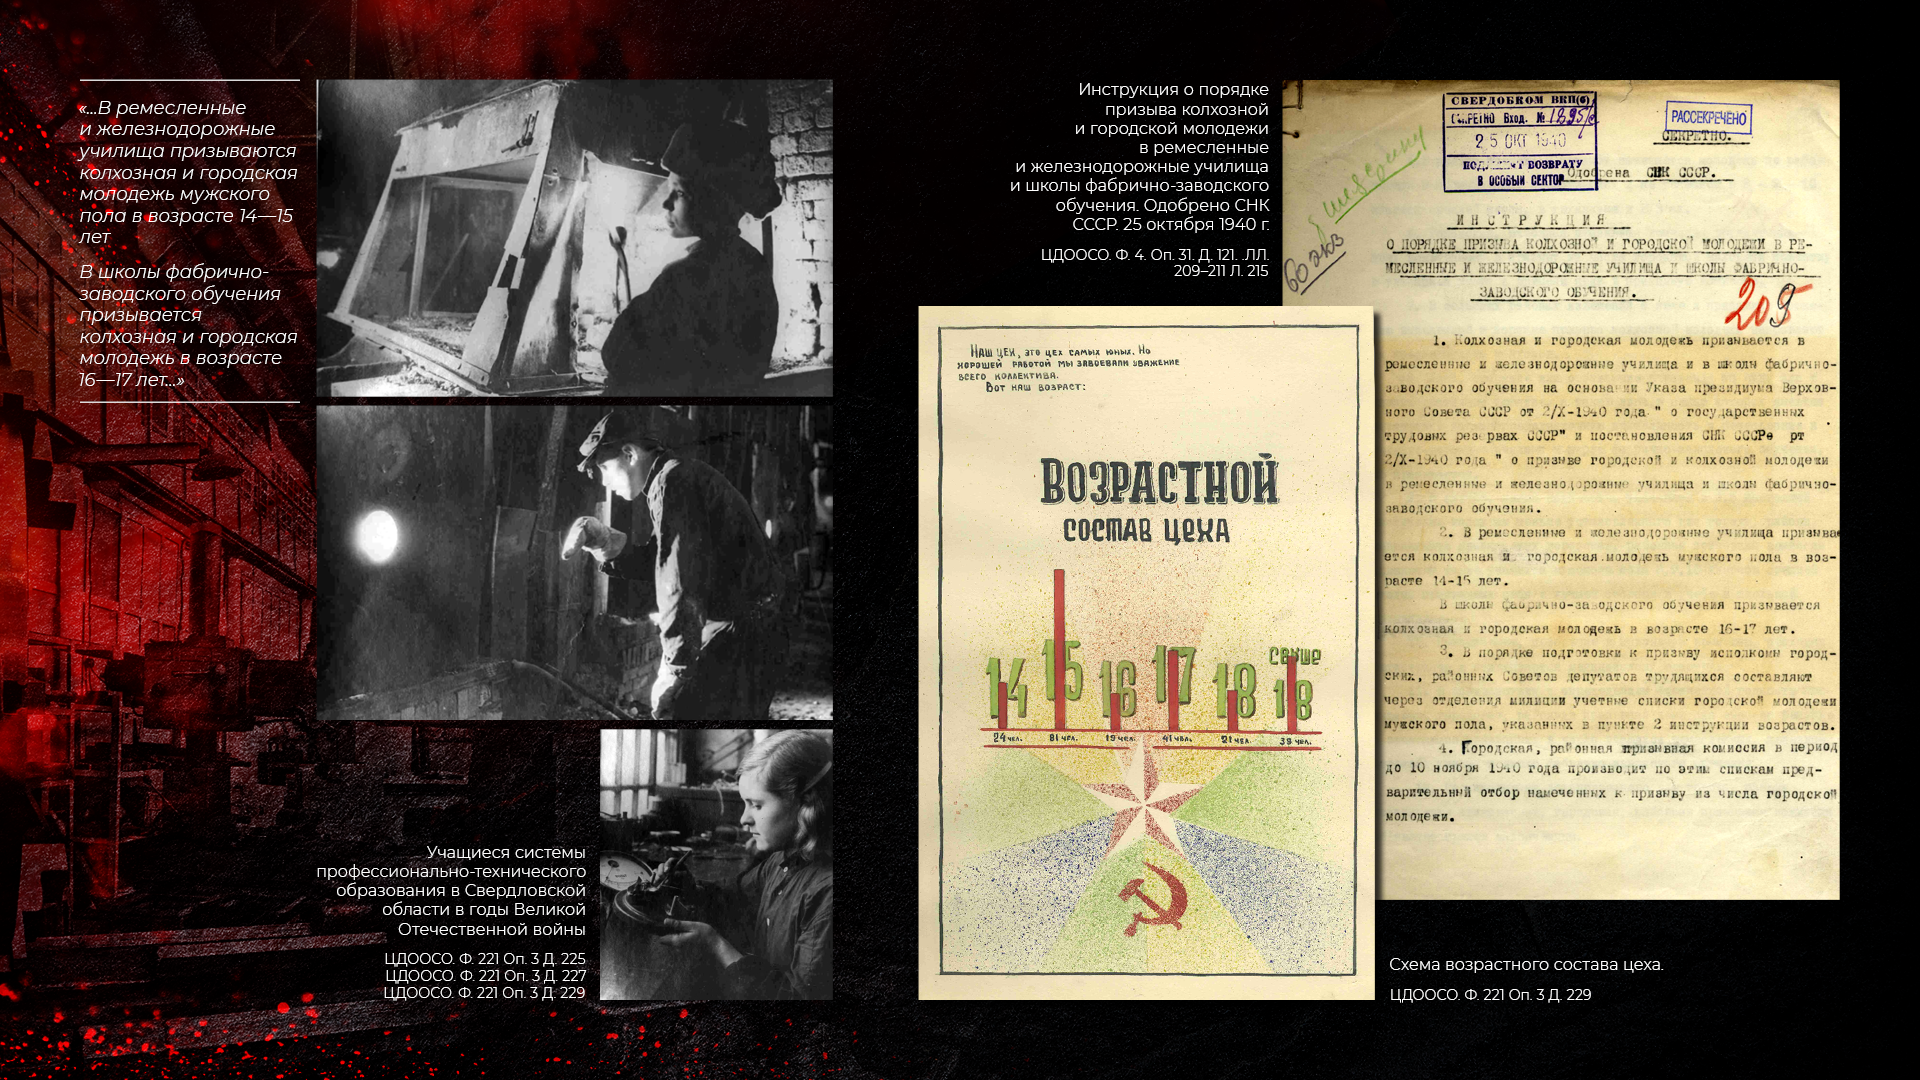 «...В ремесленные
и железнодорожные
училища призываются
колхозная и городская
молодежь мужского
пола в возрасте 14—15
лет
В школы фабрично-
заводского обучения
призывается
колхозная и городская
молодежь в возрасте
16—17 лет...»
Учащиеся системы
профессионально-технического
образования в Свердловской
области в годы Великой
Отечественной войны
ЦДООСО. Ф. 221 Оп. 3 Д. 225
ЦДООСО. Ф. 221 Оп. 3 Д. 227
ЦДООСО. Ф. 221 Оп. 3 Д. 229
Инструкция о порядке
призыва колхозной
и городской молодежи
в ремесленные
и железнодорожные училища
и школы фабрично-заводского
обучения. Одобрено СНК
СССР. 25 октября 1940 г.
ЦДООСО. Ф. 4. Оп. 31. Д. 121. .ЛЛ.
209–211 Л. 215
Наш цех, это цех самых юных. Но
хорошей работой мы завоевали уважение
всего коллектива.
Вот наш возраст:
ВОЗРАСТНОЙ
СОСТАВ ЦЕХА
14 15 16 17 18 свыше 18
24 чел. 81 чел. 19 чел. 41 чел. 21 чел. 39 чел.
СВЕРДОБКОМ ВКП(б)
СЕКРЕТНО Вход. № 1895/с
25 ОКТ 1940
ПОДЛЕЖИТ ВОЗВРАТУ
В ОСОБЫЙ СЕКТОР
РАССЕКРЕЧЕНО
СЕКРЕТНО.
Одобрена СНК СССР.
60 экз
ИНСТРУКЦИЯ
О ПОРЯДКЕ ПРИЗЫВА КОЛХОЗНОЙ И ГОРОДСКОЙ МОЛОДЕЖИ В РЕ-
МЕСЛЕННЫЕ И ЖЕЛЕЗНОДОРОЖНЫЕ УЧИЛИЩА И ШКОЛЫ ФАБРИЧНО-
ЗАВОДСКОГО ОБУЧЕНИЯ.
209
1. Колхозная и городская молодежь призывается в
ремесленные и железнодорожные училища и в школы фабрично-
заводского обучения на основании Указа президиума Верхов-
ного Совета СССР от 2/X-1940 года " о государственных
трудовых резервах СССР" и постановления СНК СССРе рт
2/X-1940 года " о призыве городской и колхозной молодежи
в ремесленные и железнодорожные училища и школы фабрично-
заводского обучения.
2. В ремесленные и железнодорожные училища призыва
ется колхозная и городская молодежь мужского пола в воз-
расте 14-15 лет.
В школы фабрично-заводского обучения призывается
колхозная и городская молодежь в возрасте 16-17 лет.
3. В порядке подготовки к призыву исполкомы город-
ских, районных Советов депутатов трудящихся составляют
через отделения милиции учетные списки городской молодежи
мужского пола, указанных в пункте 2 инструкции возрастов.
4. Городская, районная призывная комиссия в период
до 10 ноября 1940 года производит по этим спискам пред-
варительный отбор намеченных к призыву из числа городской
молодежи.
Схема возрастного состава цеха.
ЦДООСО. Ф. 221 Оп. 3 Д. 229